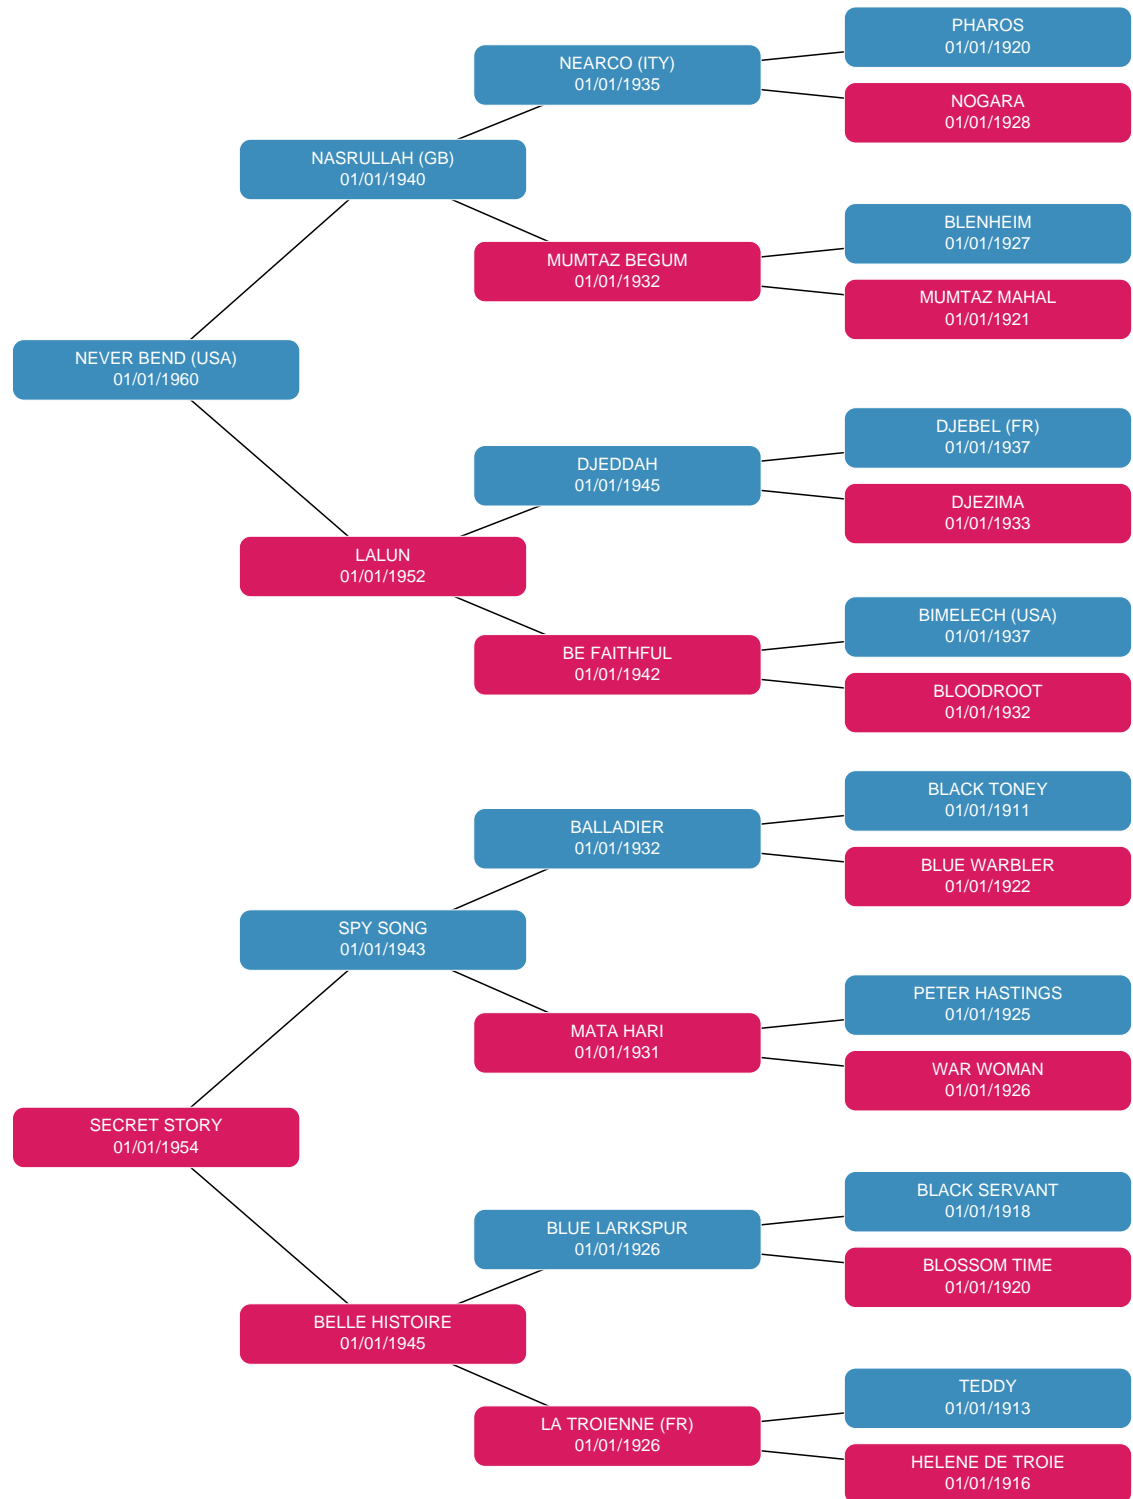 PHAROS
01/01/1920
NEARCO (ITY)
01/01/1935
NOGARA
01/01/1928
NASRULLAH (GB)
01/01/1940
BLENHEIM
01/01/1927
MUMTAZ BEGUM
01/01/1932
MUMTAZ MAHAL
01/01/1921
NEVER BEND (USA)
01/01/1960
DJEBEL (FR)
01/01/1937
DJEDDAH
01/01/1945
DJEZIMA
01/01/1933
LALUN
01/01/1952
BIMELECH (USA)
01/01/1937
BE FAITHFUL
01/01/1942
BLOODROOT
01/01/1932
BLACK TONEY
01/01/1911
BALLADIER
01/01/1932
BLUE WARBLER
01/01/1922
SPY SONG
01/01/1943
PETER HASTINGS
01/01/1925
MATA HARI
01/01/1931
WAR WOMAN
01/01/1926
SECRET STORY
01/01/1954
BLACK SERVANT
01/01/1918
BLUE LARKSPUR
01/01/1926
BLOSSOM TIME
01/01/1920
BELLE HISTOIRE
01/01/1945
TEDDY
01/01/1913
LA TROIENNE (FR)
01/01/1926
HELENE DE TROIE
01/01/1916